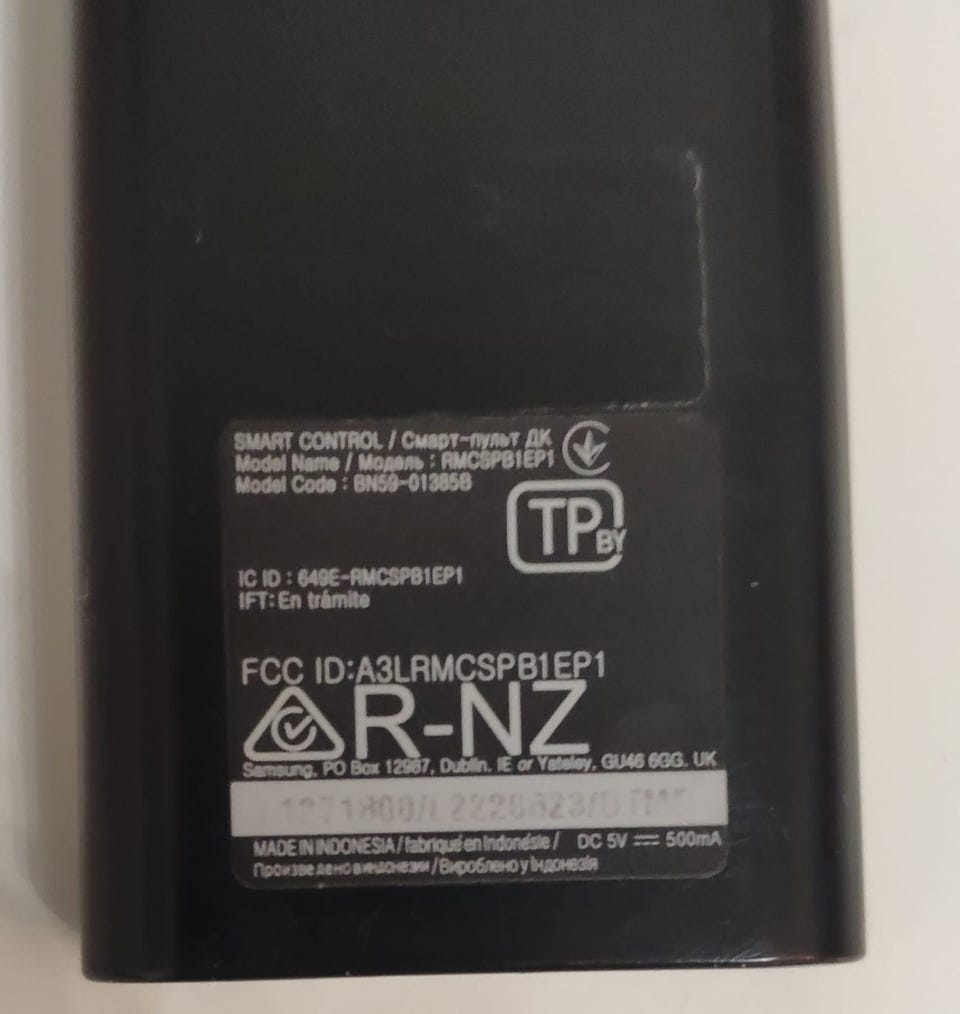 SMART CONTROL / Смарт-пульт ДК
Model Name / Модель : RMCSPB1EP1
Model Code : BN59-01385B
TP BY
IC ID : 649E-RMCSPB1EP1
IFT: En trámite
FCC ID:A3LRMCSPB1EP1
R-NZ
Samsung, PO Box 12987, Dublin. IE or Yateley, GU46 6GG. UK
MADE IN INDONESIA / fabriqué en Indonésie / DC 5V 500mA
Произведено в индонезии / Вироблено у Індонезія